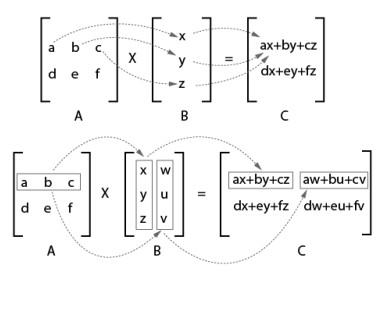 a b c X x = ax+by+cz
y
d e f z dx+ey+fz
A B C
a b c x w ax+by+cz aw+bu+cv
X y u =
d e f z v dx+ey+fz dw+eu+fv
A B C